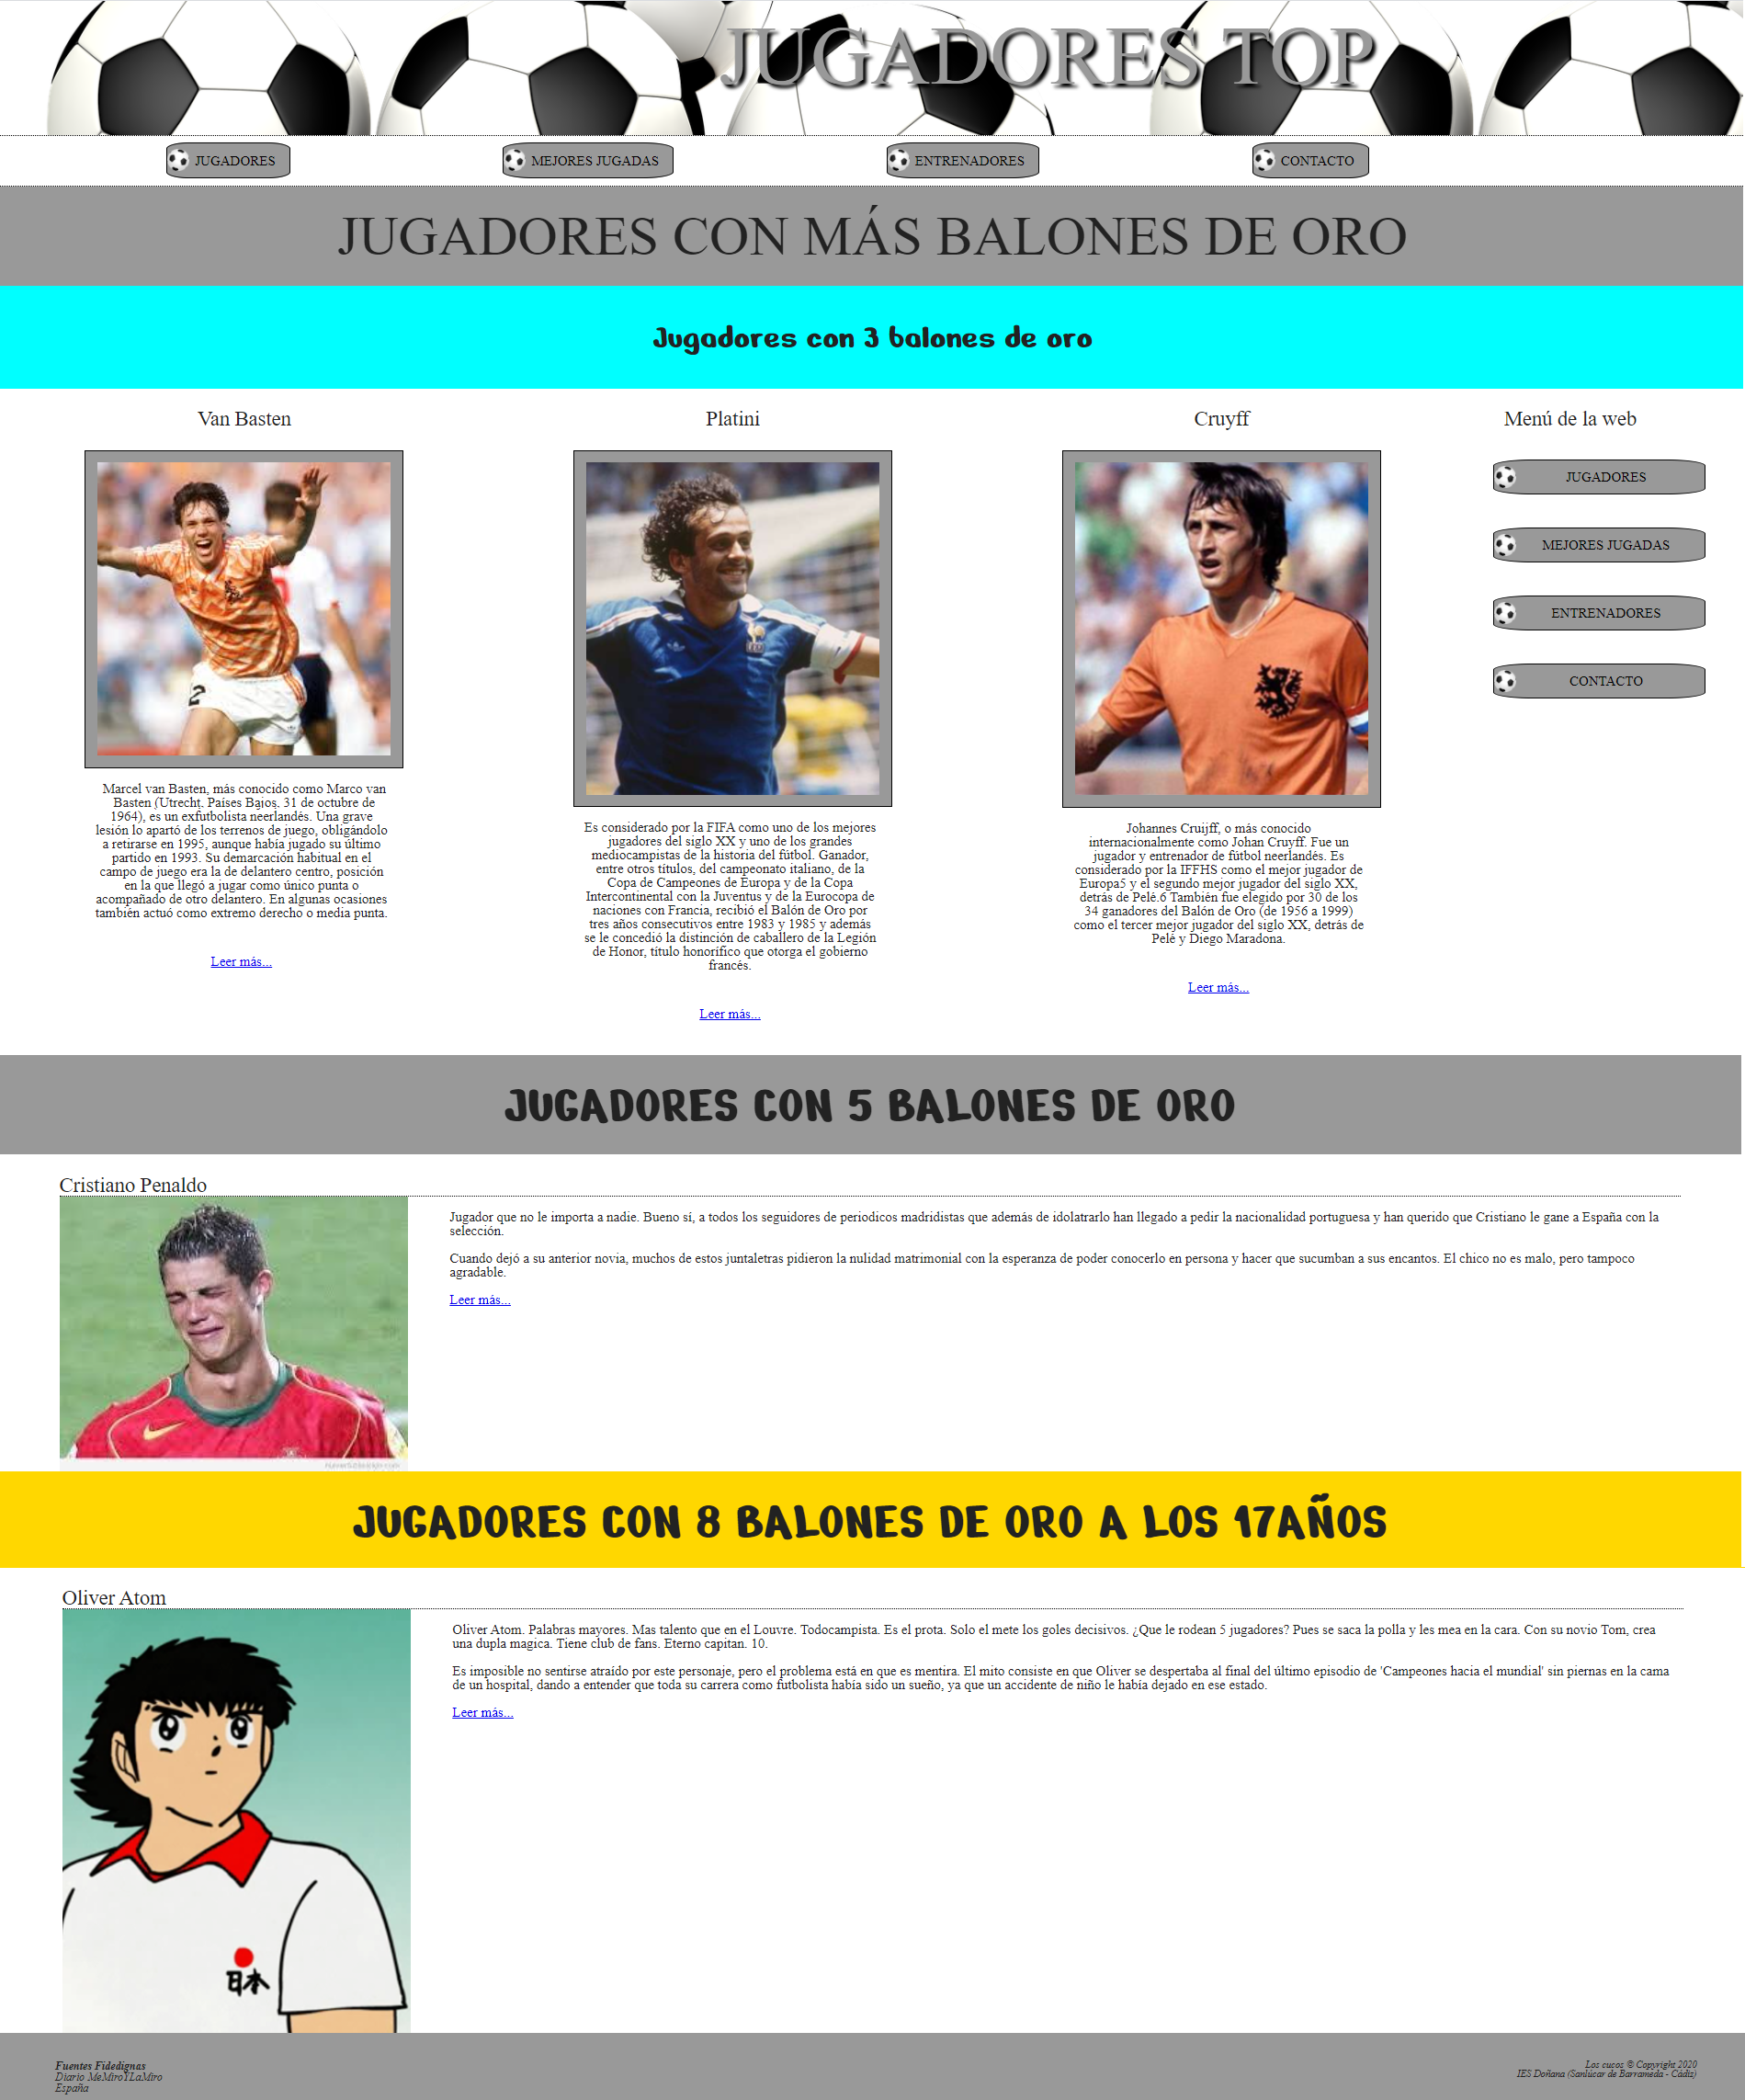 JUGADORES TOP
JUGADORES
MEJORES JUGADAS
ENTRENADORES
CONTACTO
JUGADORES CON MÁS BALONES DE ORO
Jugadores con 3 balones de oro
Van Basten
Marcel van Basten, más conocido como Marco van
Basten (Utrecht, Países Bajos, 31 de octubre de
1964), es un exfutbolista neerlandés. Una grave
lesión lo apartó de los terrenos de juego, obligándolo
a retirarse en 1995, aunque había jugado su último
partido en 1993. Su demarcación habitual en el
campo de juego era la de delantero centro, posición
en la que llegó a jugar como único punta o
acompañado de otro delantero. En algunas ocasiones
también actuó como extremo derecho o media punta.
Leer más...
Platini
Es considerado por la FIFA como uno de los mejores
jugadores del siglo XX y uno de los grandes
mediocampistas de la historia del fútbol. Ganador,
entre otros títulos, del campeonato italiano, de la
Copa de Campeones de Europa y de la Copa
Intercontinental con la Juventus y de la Eurocopa de
naciones con Francia, recibió el Balón de Oro por
tres años consecutivos entre 1983 y 1985 y además
se le concedió la distinción de caballero de la Legión
de Honor, título honorífico que otorga el gobierno
francés.
Leer más...
Cruyff
Johannes Cruijff, o más conocido
internacionalmente como Johan Cruyff. Fue un
jugador y entrenador de fútbol neerlandés. Es
considerado por la IFFHS como el mejor jugador de
Europa5 y el segundo mejor jugador del siglo XX,
detrás de Pelé.6 También fue elegido por 30 de los
34 ganadores del Balón de Oro (de 1956 a 1999)
como el tercer mejor jugador del siglo XX, detrás de
Pelé y Diego Maradona.
Leer más...
Menú de la web
JUGADORES
MEJORES JUGADAS
ENTRENADORES
CONTACTO
JUGADORES CON 5 BALONES DE ORO
Cristiano Penaldo
Jugador que no le importa a nadie. Bueno sí, a todos los seguidores de periodicos madridistas que además de idolatrarlo han llegado a pedir la nacionalidad portuguesa y han querido que Cristiano le gane a España con la
selección.
Cuando dejó a su anterior novia, muchos de estos juntaletras pidieron la nulidad matrimonial con la esperanza de poder conocerlo en persona y hacer que sucumban a sus encantos. El chico no es malo, pero tampoco
agradable.
Leer más...
JUGADORES CON 8 BALONES DE ORO A LOS 17AÑOS
Oliver Atom
Oliver Atom. Palabras mayores. Mas talento que en el Louvre. Todocampista. Es el prota. Solo el mete los goles decisivos. ¿Que le rodean 5 jugadores? Pues se saca la polla y les mea en la cara. Con su novio Tom, crea
una dupla magica. Tiene club de fans. Eterno capitan. 10.
Es imposible no sentirse atraído por este personaje, pero el problema está en que es mentira. El mito consiste en que Oliver se despertaba al final del último episodio de 'Campeones hacia el mundial' sin piernas en la cama
de un hospital, dando a entender que toda su carrera como futbolista había sido un sueño, ya que un accidente de niño le había dejado en ese estado.
Leer más...
日本
Fuentes Fidedignas
Diario MeMiroYLaMiro
España
Los cucos © Copyright 2020
IES Doñana (Sanlúcar de Barrameda - Cádiz)